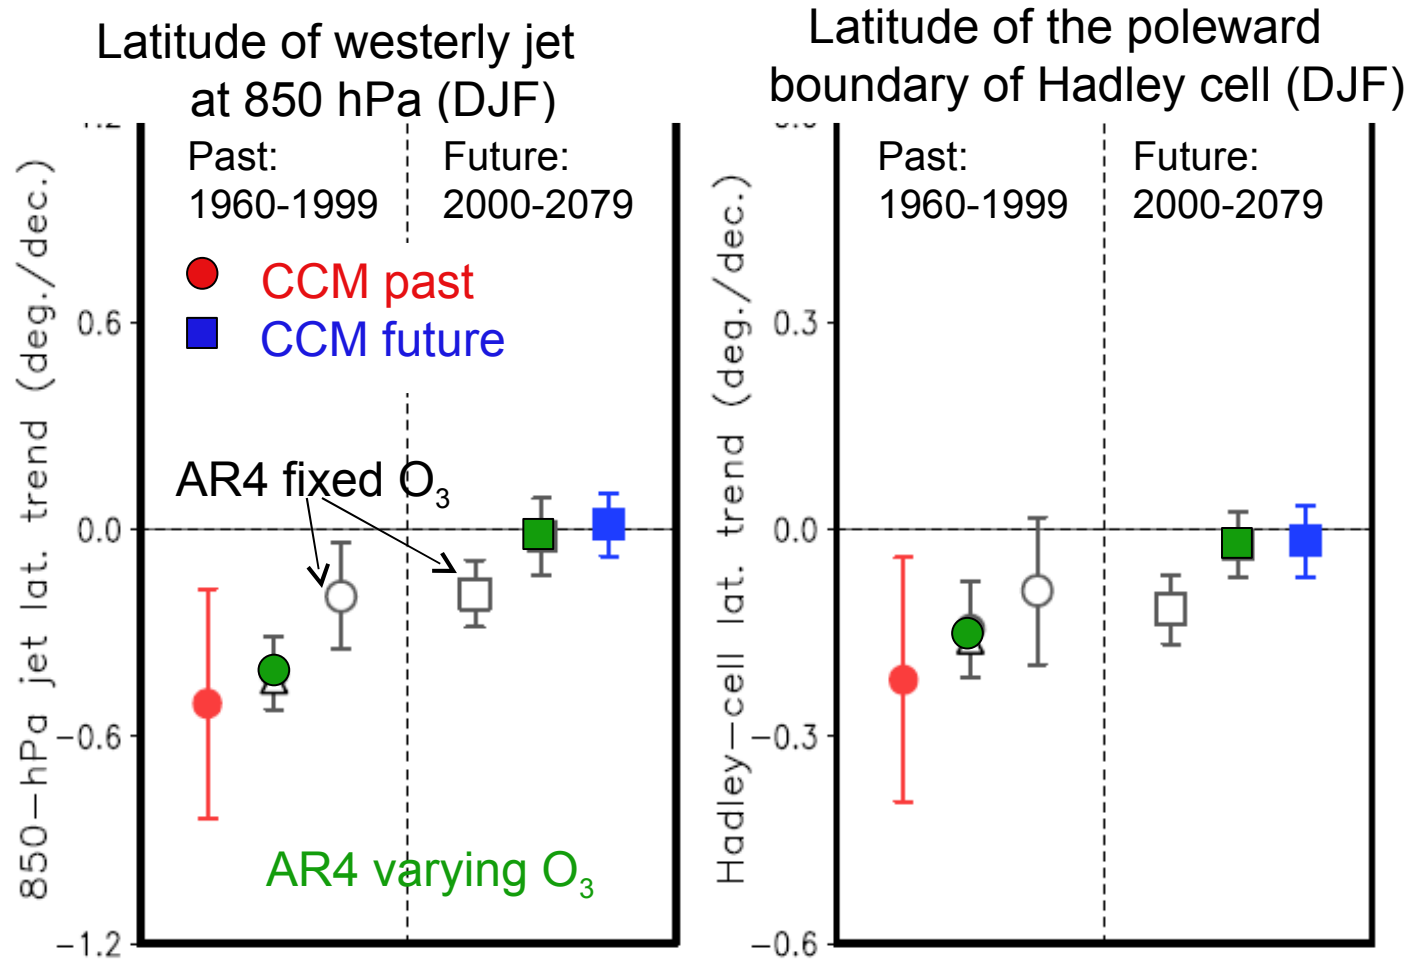 Latitude of westerly jet
at 850 hPa (DJF)
850-hPa jet lat. trend (deg./dec.)
Past:
1960-1999
Future:
2000-2079
CCM past
CCM future
AR4 fixed O3
AR4 varying O3
0.6
0.0
-0.6
-1.2
Latitude of the poleward
boundary of Hadley cell (DJF)
Hadley-cell lat. trend (deg./dec.)
Past:
1960-1999
Future:
2000-2079
0.3
0.0
-0.3
-0.6